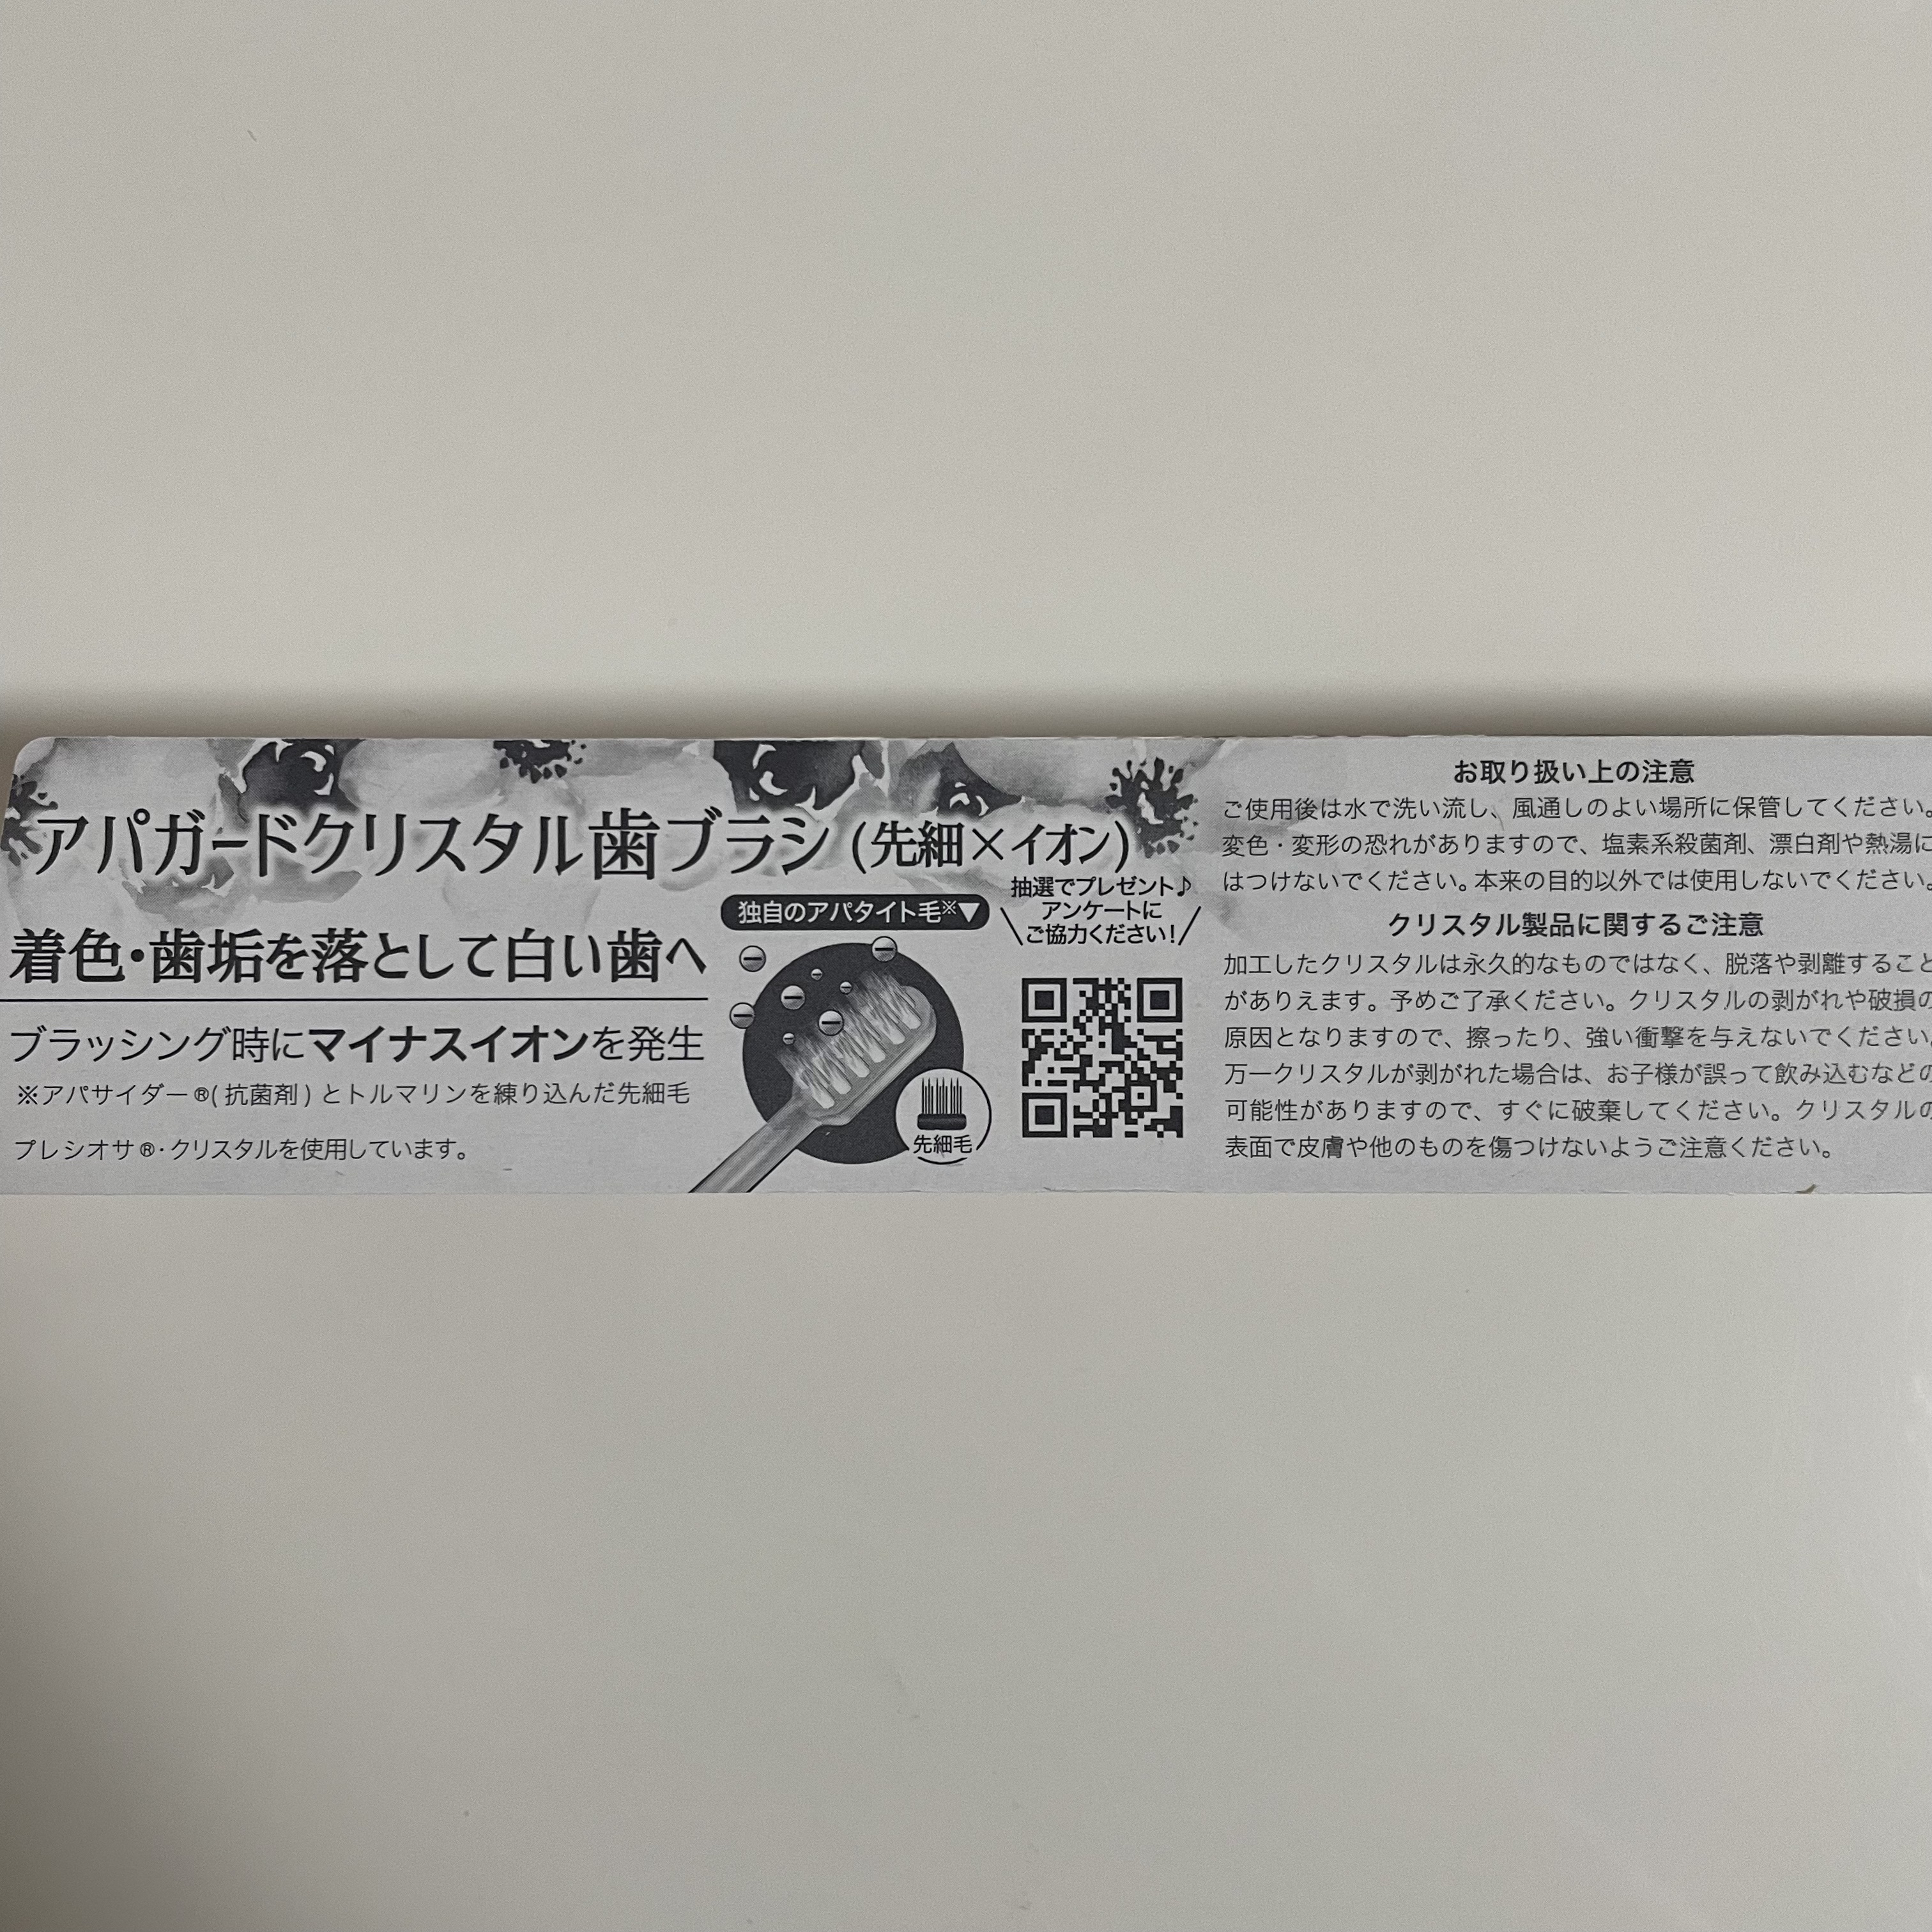 アパガードクリスタル歯ブラシ (先細×イオン)
着色・歯垢を落として白い歯へ
ブラッシング時にマイナスイオンを発生
※アパサイダー®(抗菌剤)とトルマリンを練り込んだ先細毛
プレシオサ®・クリスタルを使用しています。
独自のアパタイト毛※▼
先細毛
抽選でプレゼント♪
アンケートに
ご協力ください!
お取り扱い上の注意
ご使用後は水で洗い流し、風通しのよい場所に保管してください。
変色・変形の恐れがありますので、塩素系殺菌剤、漂白剤や熱湯に
はつけないでください。本来の目的以外では使用しないでください。
クリスタル製品に関するご注意
加工したクリスタルは永久的なものではなく、脱落や剥離すること
がありえます。予めご了承ください。クリスタルの剥がれや破損の
原因となりますので、擦ったり、強い衝撃を与えないでください。
万一クリスタルが剥がれた場合は、お子様が誤って飲み込むなどの
可能性がありますので、すぐに破棄してください。クリスタルの
表面で皮膚や他のものを傷つけないようご注意ください。